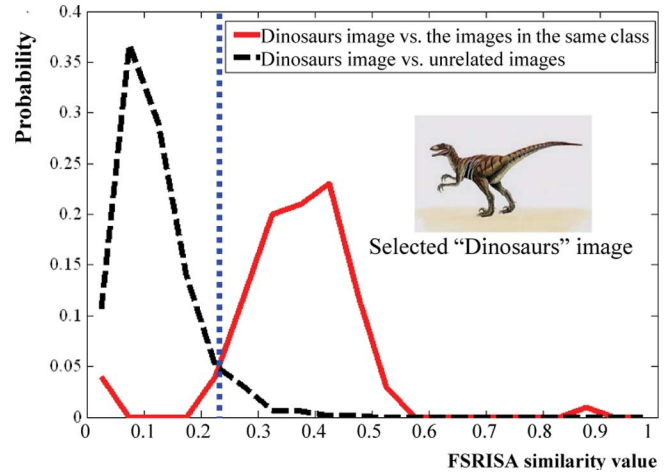 0.4
0.35
0.3
0.25
0.2
0.15
0.1
0.05
0
Probability
Dinosaurs image vs. the images in the same class
Dinosaurs image vs. unrelated images
Selected “Dinosaurs” image
0 0.1 0.2 0.3 0.4 0.5 0.6 0.7 0.8 0.9 1
FSRISA similarity value